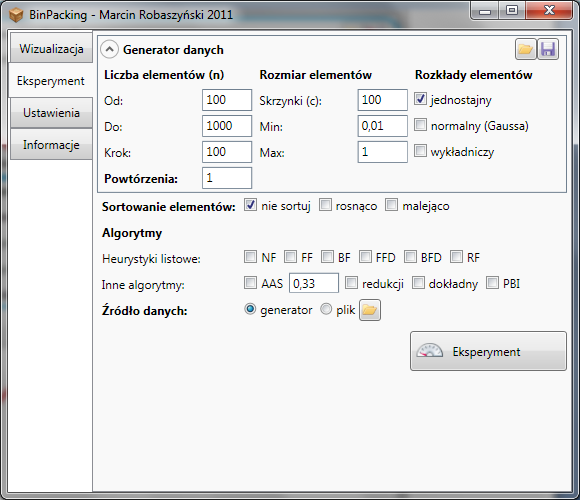 BinPacking - Marcin Robaszyński 2011
Wizualizacja
Eksperyment
Ustawienia
Informacje
Generator danych
Liczba elementów (n) Rozmiar elementów Rozkłady elementów
Od: 100 Skrzynki (c): 100 jednostajny
Do: 1000 Min: 0,01 normalny (Gaussa)
Krok: 100 Max: 1 wykładniczy
Powtórzenia: 1
Sortowanie elementów: nie sortuj rosnąco malejąco
Algorytmy
Heurystyki listowe: NF FF BF FFD BFD RF
Inne algorytmy: AAS 0,33 redukcji dokładny PBI
Źródło danych: generator plik
Eksperyment